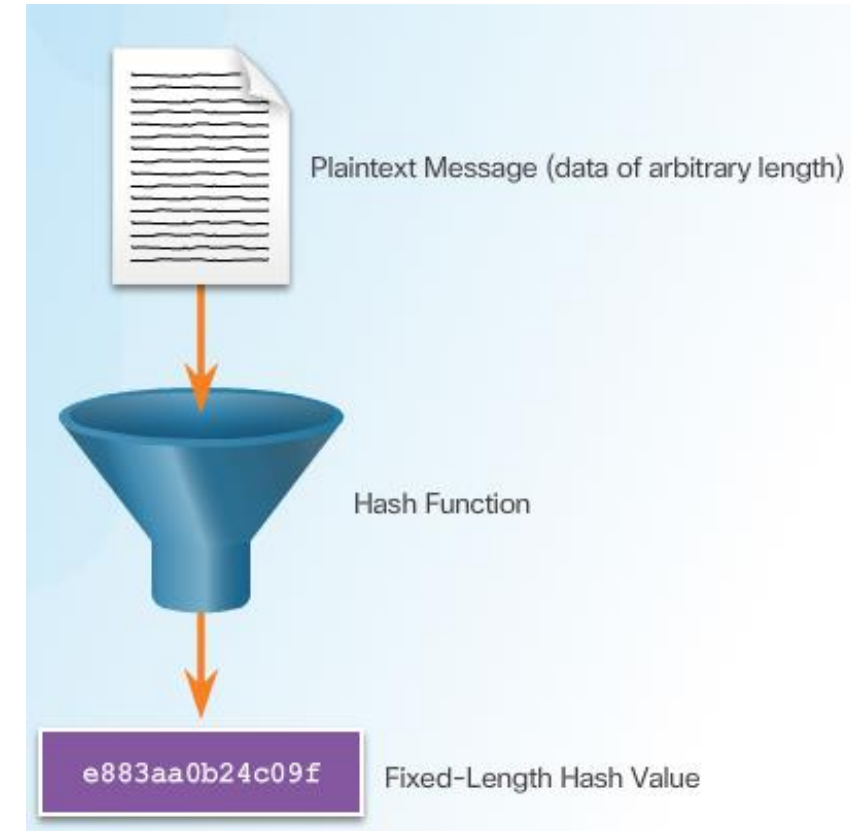 Plaintext Message (data of arbitrary length)
Hash Function
e883aa0b24c09f
Fixed-Length Hash Value